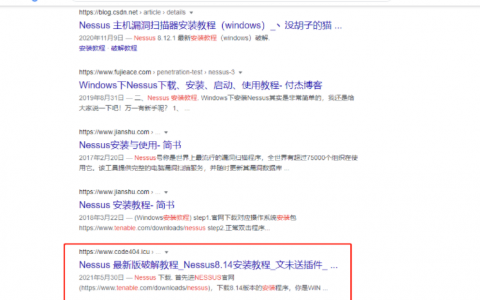 https://blog.csdn.net › article › details
Nessus 主机漏洞扫描器安装教程（windows）_丶没胡子的猫 ...
2020年11月9日 — Nessus 8.12.1 最新安装教程（windows）破解.
安装教程 · 破解教程
https://www.fujieace.com › penetration-test › nessus-3
Windows下Nessus下载、安装、启动、使用教程- 付杰博客
2019年8月31日 — 二、Nessus 安装教程. Windows下安装Nessus其实是非常简单的，我还是给
大家说一下吧！万一有新手呢？ 1、 ...
https://www.jianshu.com › ...
Nessus安装与使用- 简书
2017年2月20日 — Nessus号称是世界上最流行的漏洞扫描程序，全世界有超过75000个组织在使
用它。该工具提供完整的电脑漏洞扫描服务，并随时更新其漏洞数据库 ...
https://www.jianshu.com › ...
Nessus 安装教程- 简书
2018年3月22日 — (Windows安装教程) step1.官网下载对应操作系统安装包
https://www.tenable.com/downloads/nessus step2.正常双击程序...
https://www.code404.icu › ...
Nessus 最新版破解教程_Nessus8.14安装教程_文末送插件_ ...
2021年5月30日 — Nessus 下载. 首先进NESSUS官网
(https://www.tenable.com/downloads/nessus)，下载8.14版本的安装程序，你是WIN ...